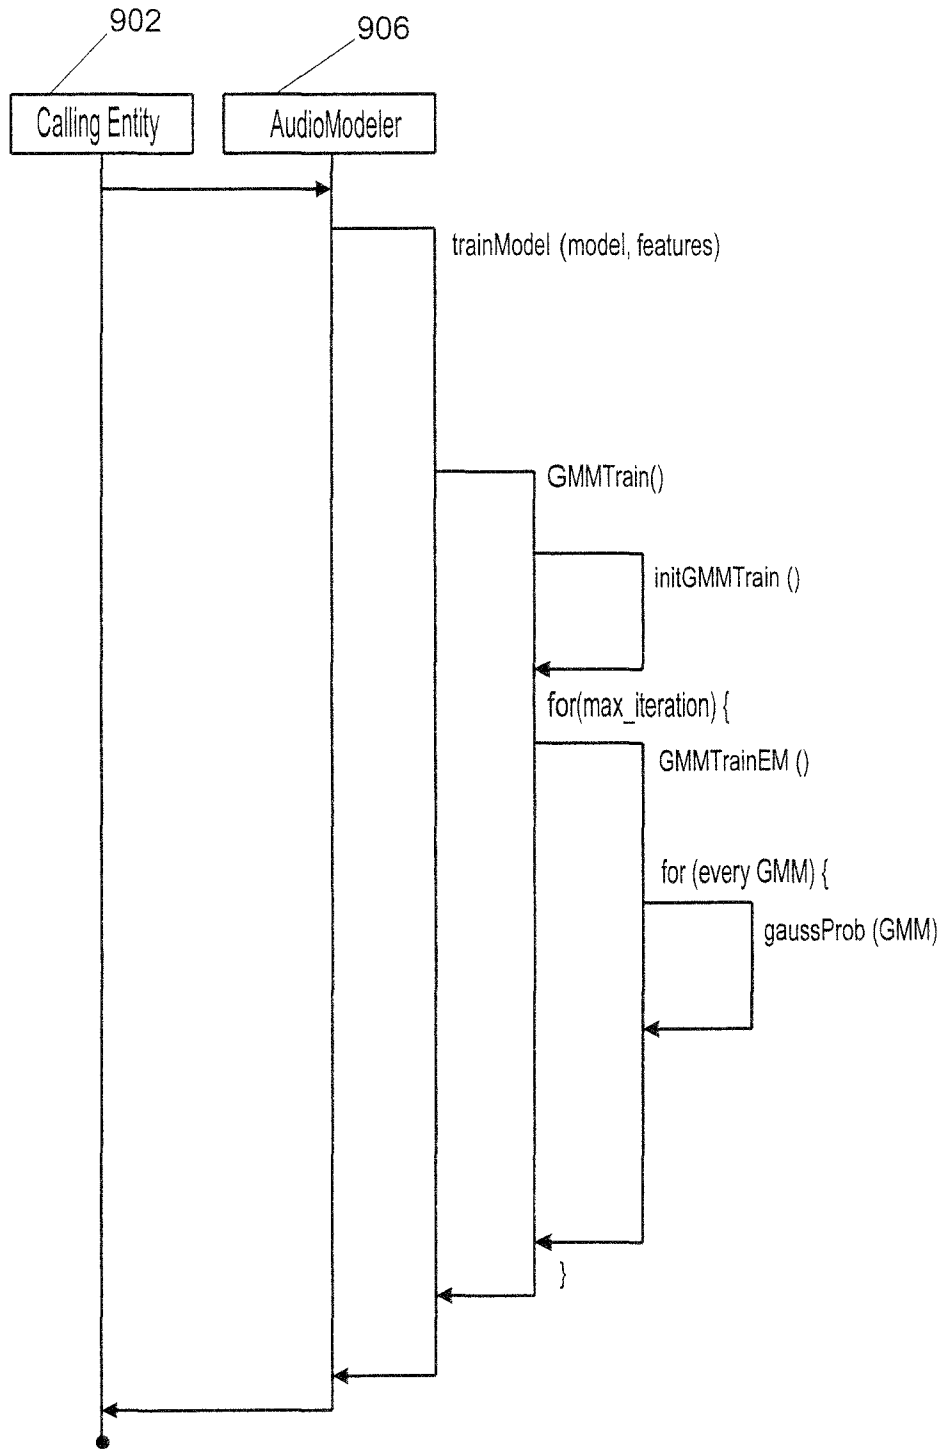 902
906
Calling Entity
AudioModeler
trainModel (model, features)
GMMTrain()
initGMMTrain ()
for(max_iteration) {
GMMTrainEM ()
for (every GMM) {
gaussProb (GMM)
}